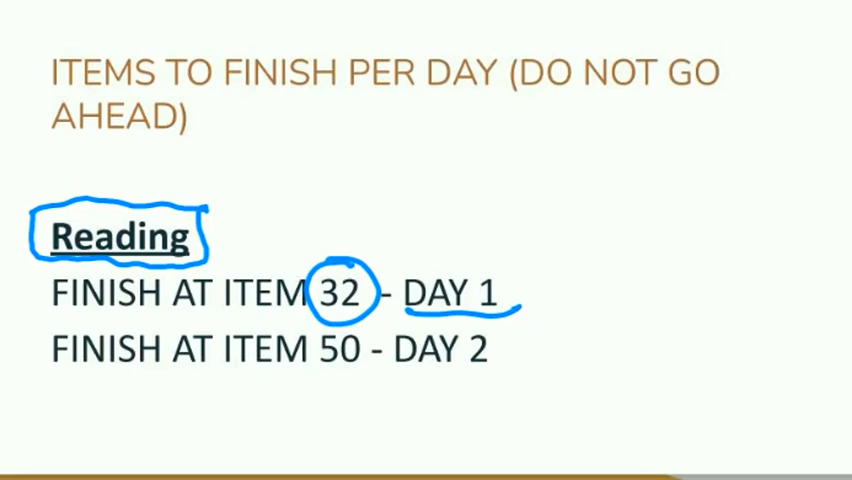 ITEMS TO FINISH PER DAY (DO NOT GO
AHEAD)
Reading
FINISH AT ITEM 32 - DAY 1
FINISH AT ITEM 50 - DAY 2